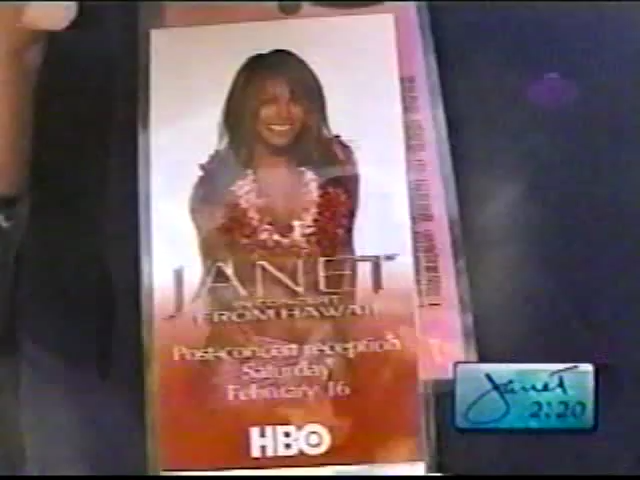 JANET
IN CONCERT
FROM HAWAII
Post-concert reception
Saturday
February 16
HBO
Janet
2:20